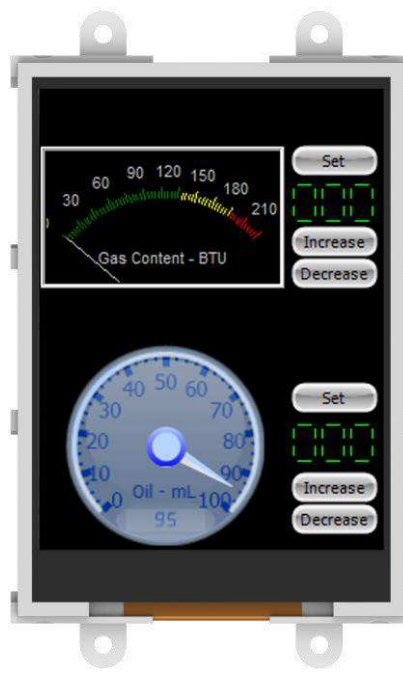 Set
30 60 90 120 150 180 210
Gas Content - BTU
Increase
Decrease
Set
0 10 20 30 40 50 60 70 80 90 100
Oil - mL
95
Increase
Decrease